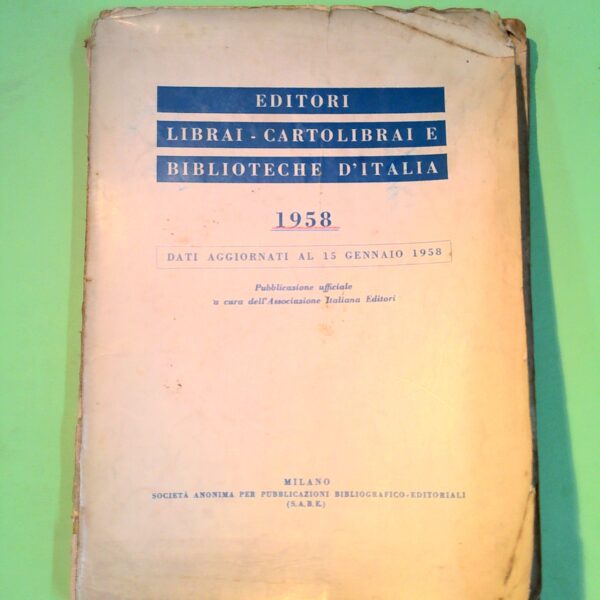 EDITORI
LIBRAI - CARTOLIBRAI E
BIBLIOTECHE D'ITALIA
1958
DATI AGGIORNATI AL 15 GENNAIO 1958
Pubblicazione ufficiale
a cura dell'Associazione Italiana Editori
MILANO
SOCIETÀ ANONIMA PER PUBBLICAZIONI BIBLIOGRAFICO-EDITORIALI
(S.A.B.E.)